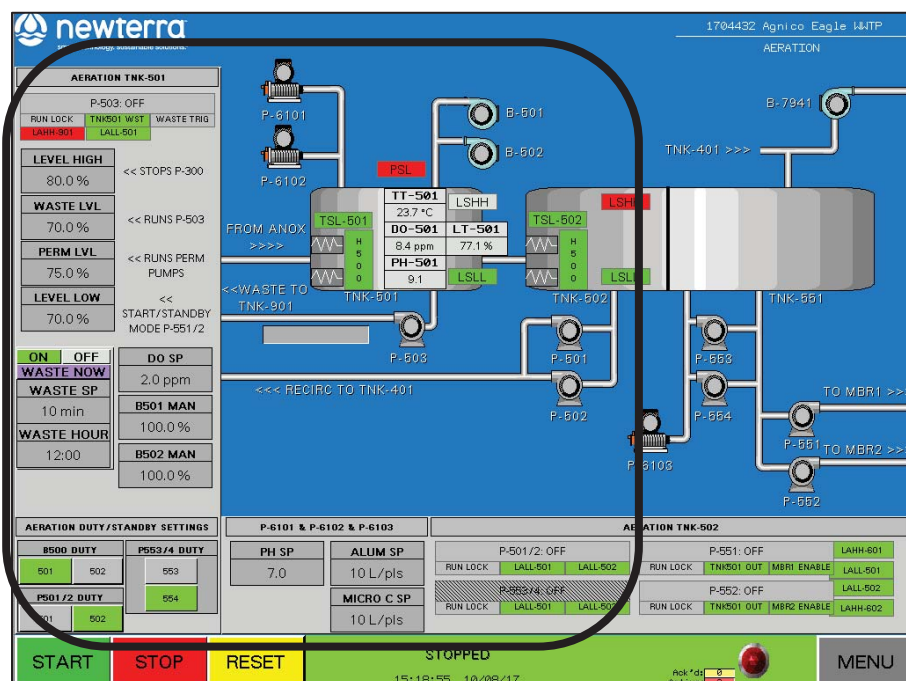 newterra
1704432 Agnico Eagle WWTP
AERATION
AERATION TNK-501
P-503: OFF
RUN LOCK TNK501 WST WASTE TRIG
LAHH-901 LALL-501
LEVEL HIGH
80.0 %
<< STOPS P-300
WASTE LVL
70.0 %
<< RUNS P-503
PERM LVL
75.0 %
<< RUNS PERM
PUMPS
LEVEL LOW
70.0 %
<<
START/STANDBY
MODE P-551/2
ON OFF
WASTE NOW
WASTE SP
10 min
WASTE HOUR
12:00
DO SP
2.0 ppm
B501 MAN
100.0 %
B502 MAN
100.0 %
P-6101
P-6102
B-501
B-502
B-7941
TNK-401 >>>
PSL
TT-501
23.7 °C
DO-501
8.4 ppm
PH-501
9.1
LSHH
LT-501
77.1 %
LSLL
TSL-501
H
5
0
0
TNK-501
FROM ANOX
>>>>
<<WASTE TO
TNK-901
P-503
<<< RECIRC TO TNK-401
TSL-502
H
5
0
0
TNK-502
TNK-551
P-501
P-502
P-553
P-554
P-6103
P-551
P-552
TO MBR1 >>
TO MBR2 >>
AERATION DUTY/STANDBY SETTINGS
B500 DUTY
501 502
P501/2 DUTY
502
P553/4 DUTY
553
554
P-6101 & P-6102 & P-6103
PH SP
7.0
ALUM SP
10 L/pls
MICRO C SP
10 L/pls
AERATION TNK-502
P-501/2: OFF
RUN LOCK LALL-501 LALL-502
P-553/4: OFF
RUN LOCK LALL-501 LALL-502
P-551: OFF
RUN LOCK TNK501 OUT MBR1 ENABLE
LAHH-601
LALL-501
P-552: OFF
RUN LOCK TNK501 OUT MBR2 ENABLE
LALL-502
LAHH-602
START STOP RESET
STOPPED
15:18:55 10/08/17
Ack'd: 0
MENU